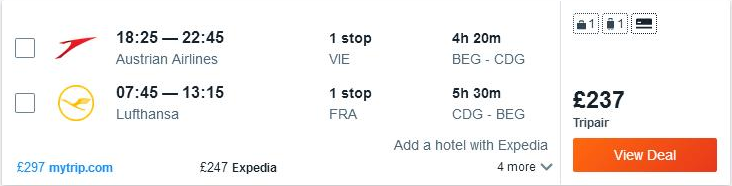 18:25 — 22:45 1 stop 4h 20m
Austrian Airlines VIE BEG - CDG
07:45 — 13:15 1 stop 5h 30m
Lufthansa FRA CDG - BEG
Add a hotel with Expedia
£297 mytrip.com £247 Expedia 4 more
1 1
£237
Tripair
View Deal